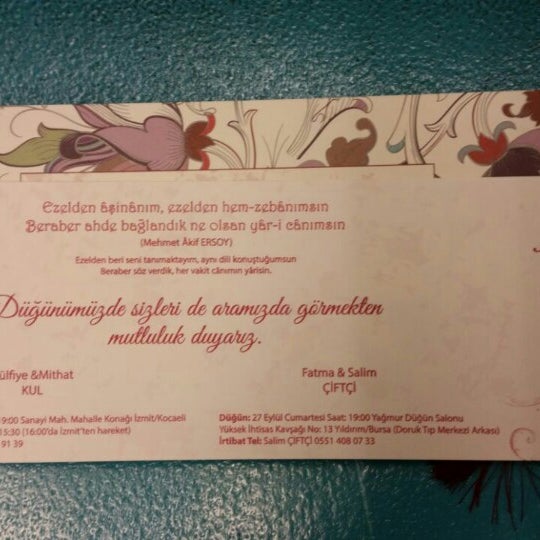 Ezelden âşinânım, ezelden hem-zebânımsın
Beraber ahde bağlandık ne olsan yâr-i cânımsın
(Mehmet Âkif ERSOY)
Ezelden beri seni tanımaktayım, aynı dili konuştuğumsun
Beraber söz verdik, her vakit cânımın yârisin.
Düğünümüzde sizleri de aramızda görmekten
mutluluk duyarız.
ülfiye &Mithat
KUL
Fatma & Salim
ÇİFTÇİ
19:00 Sanayi Mah. Mahalle Konağı İzmit/Kocaeli
15:30 (16:00'da İzmit'ten hareket)
91 39
Düğün: 27 Eylül Cumartesi Saat: 19:00 Yağmur Düğün Salonu
Yüksek İhtisas Kavşağı No: 13 Yıldırım/Bursa (Doruk Tıp Merkezi Arkası)
İrtibat Tel: Salim ÇİFTÇİ 0551 408 07 33